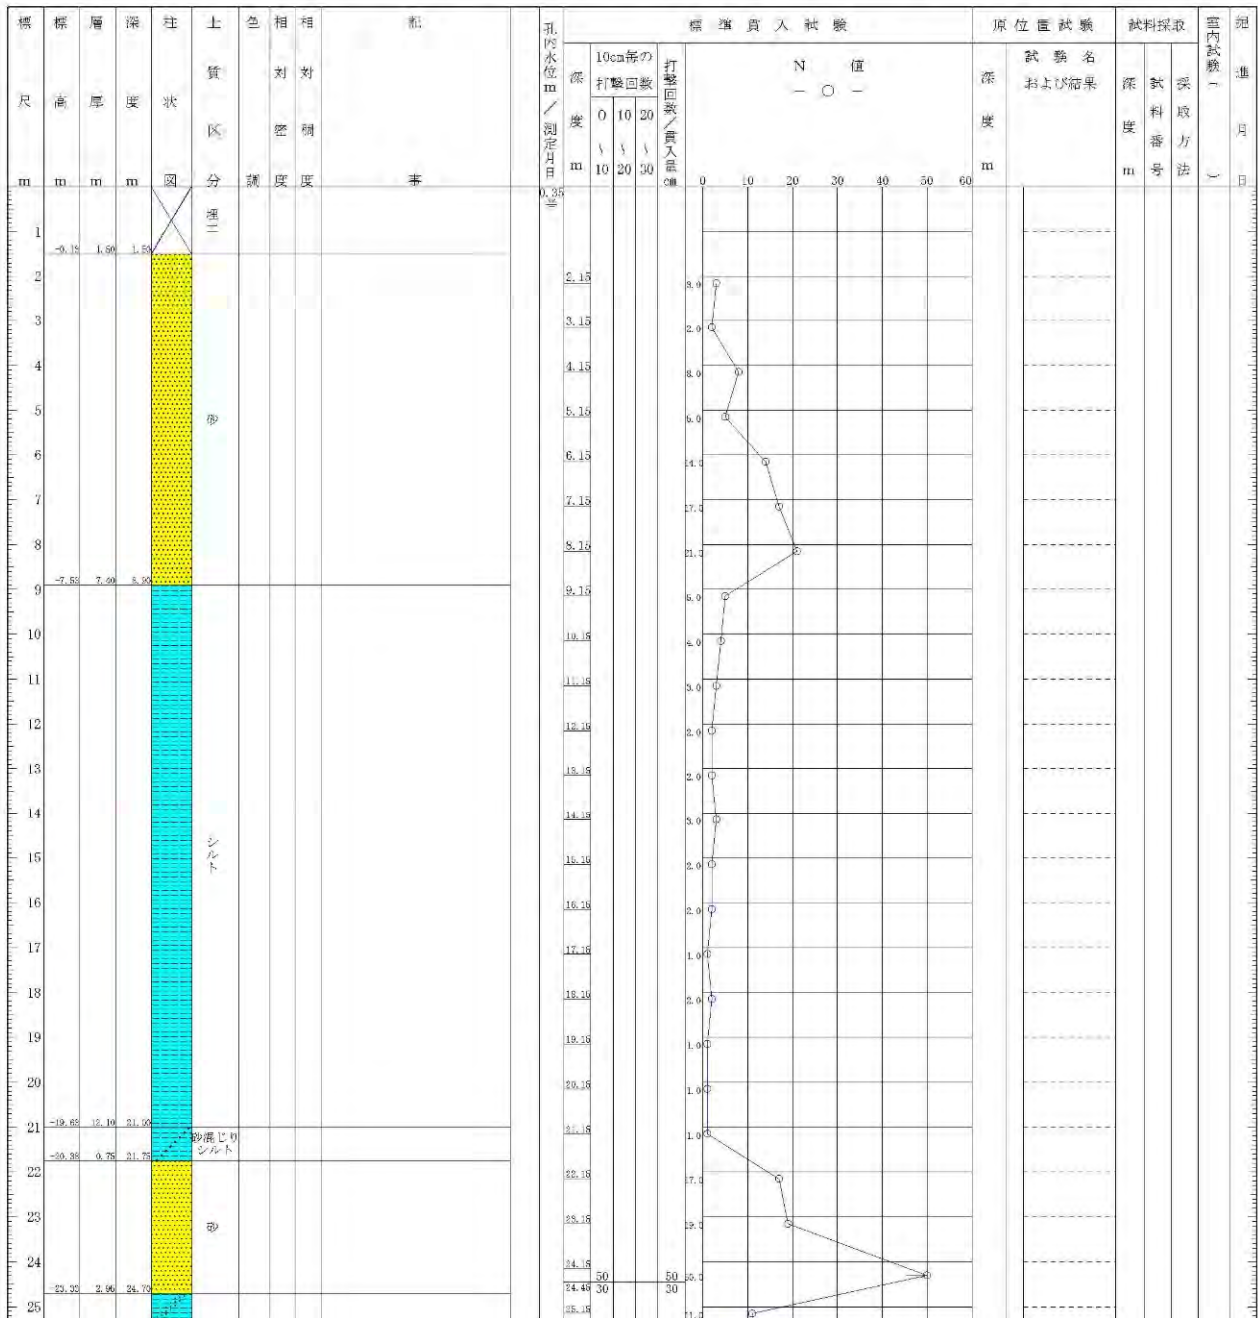 標尺 m
標高 m
層厚 m
深度 m
柱状図
土質区分
色調
相対密度
相対稠度
記事
孔内水位m／測定月日
標準貫入試験
深度 m
10cm毎の
打撃回数
0 10 20
〜 〜 〜
10 20 30
打撃回数／貫入量 cm
N 値
― ○ ―
0 10 20 30 40 50 60
原位置試験
深度 m
試験名
および結果
試料採取
深度 m
試料番号
採取方法
室内試験（ ）
掘進月日
0.35
埋土
1
1.50
2 2.15 3.0
3 3.15 2.0
4 4.15 8.0
5 砂 5.15 5.0
6 6.15 14.0
7 7.15 17.0
8 8.15 21.0
-7.53 7.40 8.90
9 9.15 5.0
10 10.15 4.0
11 11.15 3.0
12 12.15 2.0
13 13.15 2.0
14 14.15 3.0
シルト
15 15.15 2.0
16 16.15 2.0
17 17.15 1.0
18 18.15 2.0
19 19.15 1.0
20 20.15 1.0
-19.63 12.10 21.00
21 21.15 1.0
砂混じり
シルト
-20.38 0.75 21.75
22 22.15 17.0
23 砂 23.15 19.0
24 24.15 50 50 50.0
-23.33 2.95 24.70 24.45 30 30
25 25.15 11.0